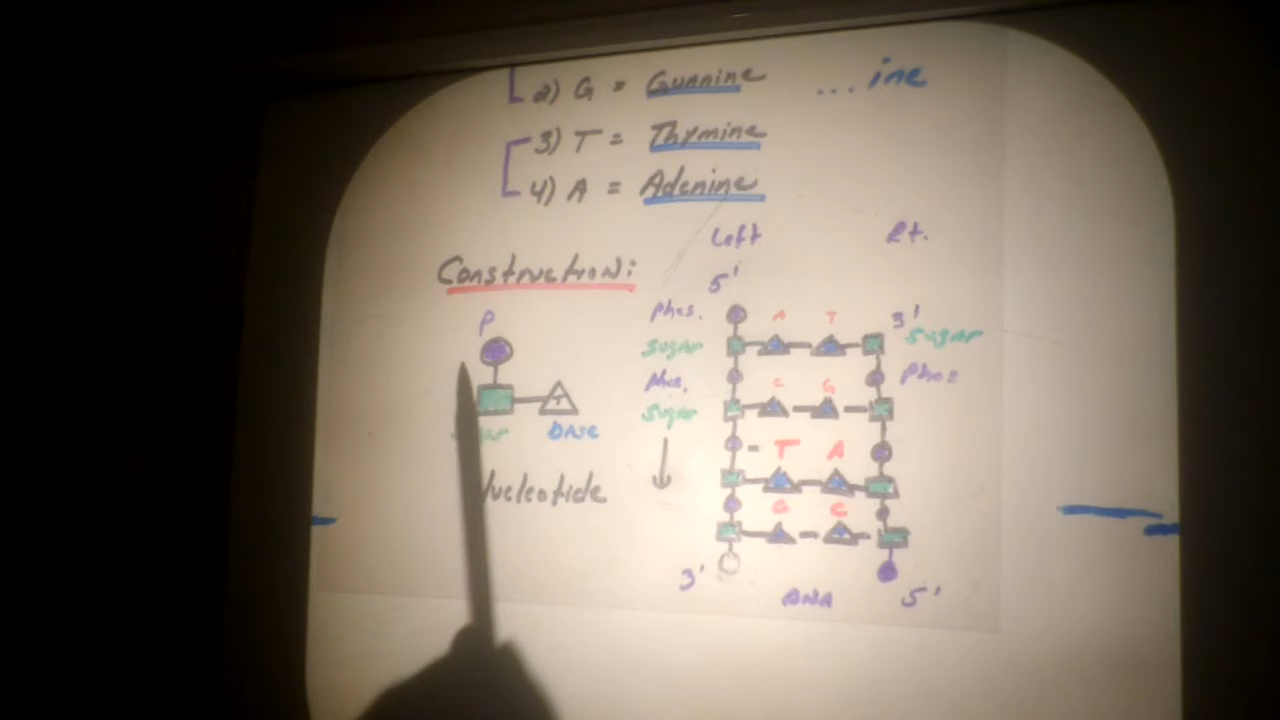 2) G = Guanine ... ine
3) T = Thymine
4) A = Adenine
Left Rt.
Construction:
5'
P
Phos. A T 3'
Sugar Sugar
Phos. Phos
C G
Sugar
base
T A
Nucleotide
G C
3' DNA 5'